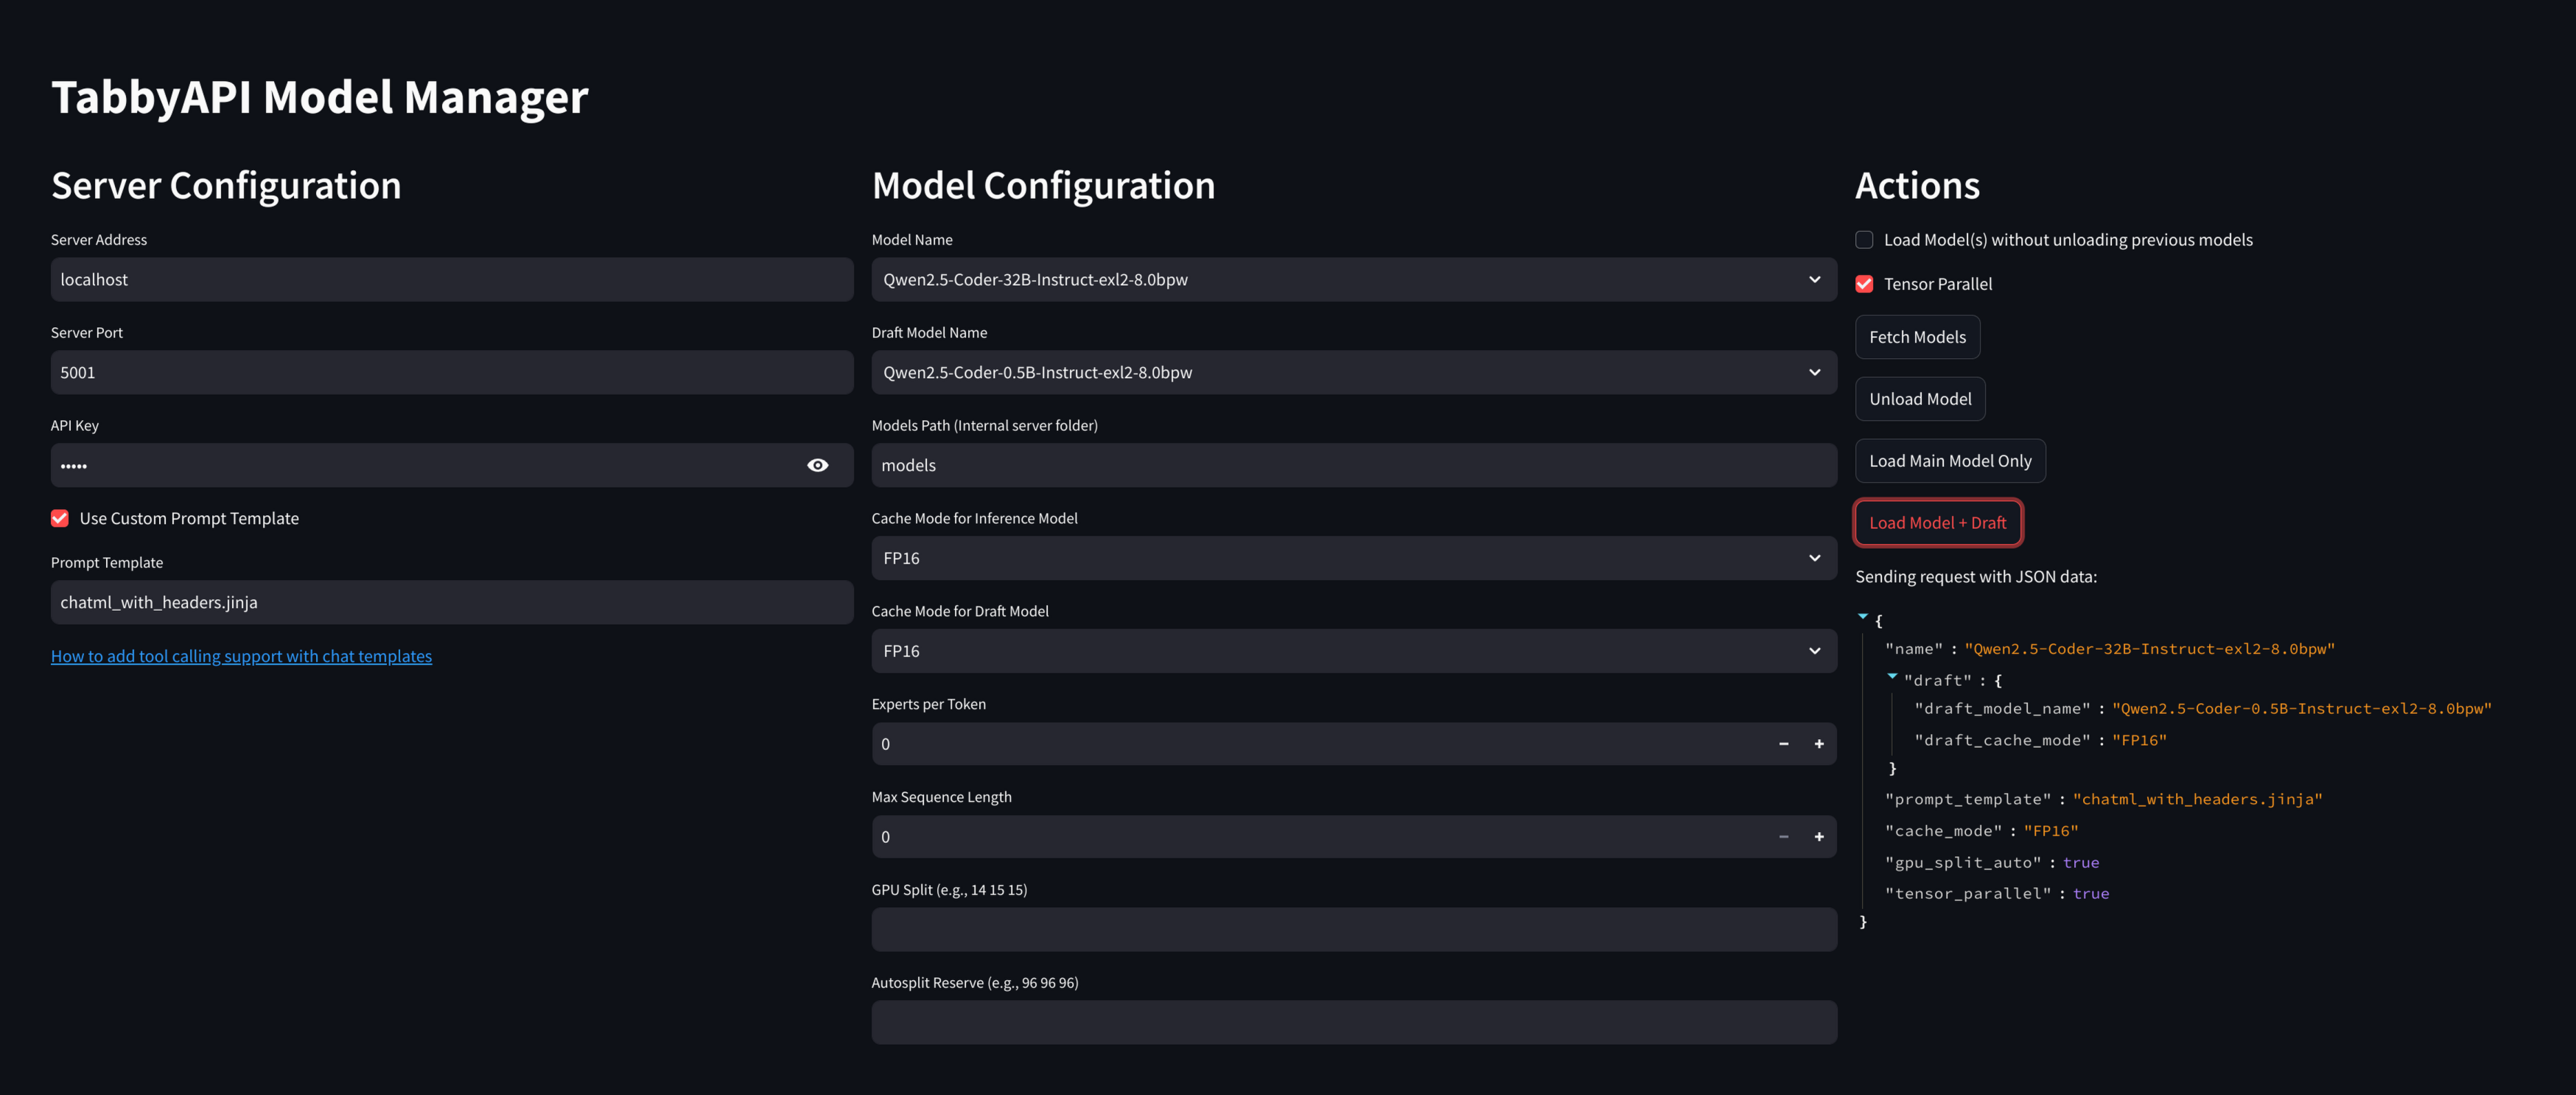 TabbyAPI Model Manager
Server Configuration
Server Address
localhost
Server Port
5001
API Key
•••••
Use Custom Prompt Template
Prompt Template
chatml_with_headers.jinja
How to add tool calling support with chat templates
Model Configuration
Model Name
Qwen2.5-Coder-32B-Instruct-exl2-8.0bpw
Draft Model Name
Qwen2.5-Coder-0.5B-Instruct-exl2-8.0bpw
Models Path (Internal server folder)
models
Cache Mode for Inference Model
FP16
Cache Mode for Draft Model
FP16
Experts per Token
0
Max Sequence Length
0
GPU Split (e.g., 14 15 15)
Autosplit Reserve (e.g., 96 96 96)
Actions
Load Model(s) without unloading previous models
Tensor Parallel
Fetch Models
Unload Model
Load Main Model Only
Load Model + Draft
Sending request with JSON data:
{
"name" : "Qwen2.5-Coder-32B-Instruct-exl2-8.0bpw"
"draft" : {
"draft_model_name" : "Qwen2.5-Coder-0.5B-Instruct-exl2-8.0bpw"
"draft_cache_mode" : "FP16"
}
"prompt_template" : "chatml_with_headers.jinja"
"cache_mode" : "FP16"
"gpu_split_auto" : true
"tensor_parallel" : true
}